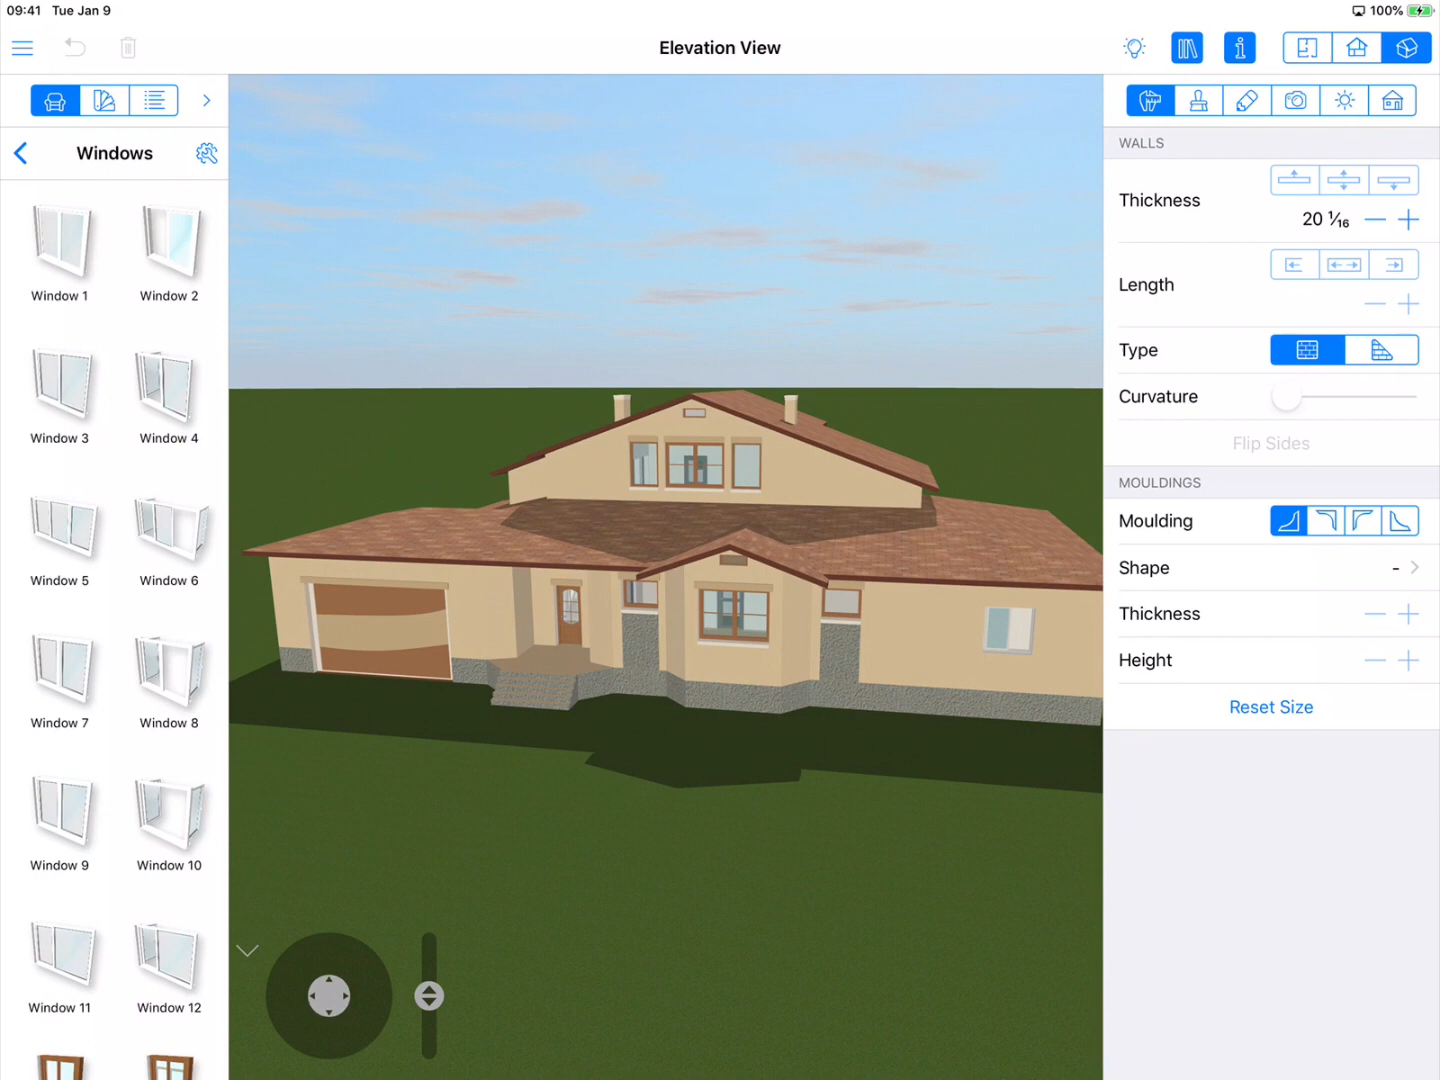 09:41 Tue Jan 9
100%
Elevation View
Windows
Window 1
Window 2
Window 3
Window 4
Window 5
Window 6
Window 7
Window 8
Window 9
Window 10
Window 11
Window 12
WALLS
Thickness
20 1/16
Length
Type
Curvature
Flip Sides
MOULDINGS
Moulding
Shape -
Thickness
Height
Reset Size